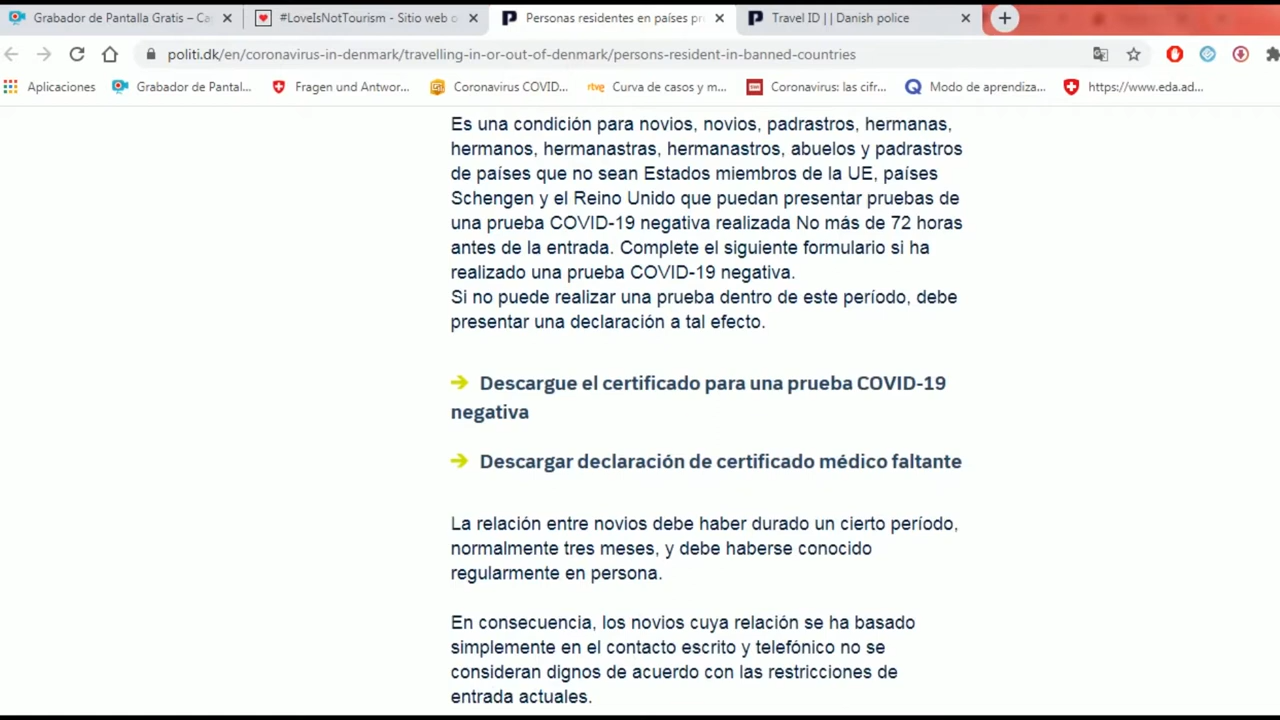 Grabador de Pantalla Gratis – Ca
#LoveIsNotTourism - Sitio web o
Personas residentes en países pr
Travel ID | | Danish police
politi.dk/en/coronavirus-in-denmark/travelling-in-or-out-of-denmark/persons-resident-in-banned-countries
Aplicaciones
Grabador de Pantal...
Fragen und Antwor...
Coronavirus COVID...
rtve Curva de casos y m...
Coronavirus: las cifr...
Modo de aprendiza...
https://www.eda.ad...
Es una condición para novios, novios, padrastros, hermanas,
hermanos, hermanastras, hermanastros, abuelos y padrastros
de países que no sean Estados miembros de la UE, países
Schengen y el Reino Unido que puedan presentar pruebas de
una prueba COVID-19 negativa realizada No más de 72 horas
antes de la entrada. Complete el siguiente formulario si ha
realizado una prueba COVID-19 negativa.
Si no puede realizar una prueba dentro de este período, debe
presentar una declaración a tal efecto.
Descargue el certificado para una prueba COVID-19
negativa
Descargar declaración de certificado médico faltante
La relación entre novios debe haber durado un cierto período,
normalmente tres meses, y debe haberse conocido
regularmente en persona.
En consecuencia, los novios cuya relación se ha basado
simplemente en el contacto escrito y telefónico no se
consideran dignos de acuerdo con las restricciones de
entrada actuales.